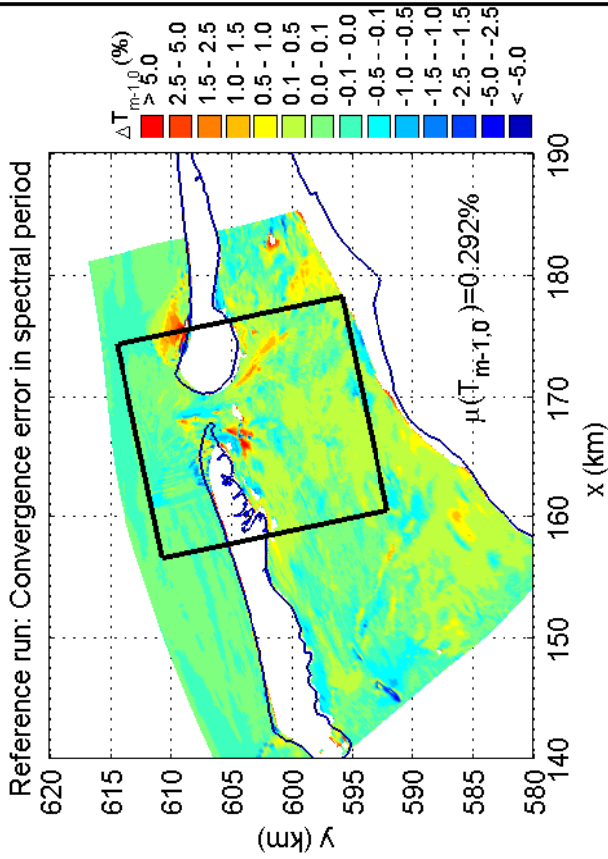 Reference run: Convergence error in spectral period
620
615
610
605
600
595
590
585
580
y (km)
140
150
160
170
180
190
x (km)
μ(T_m-1,0)=0.292%
ΔT_m-1,0 (%)
> 5.0
2.5 - 5.0
1.5 - 2.5
1.0 - 1.5
0.5 - 1.0
0.1 - 0.5
0.0 - 0.1
-0.1 - 0.0
-0.5 - -0.1
-1.0 - -0.5
-1.5 - -1.0
-2.5 - -1.5
-5.0 - -2.5
< -5.0